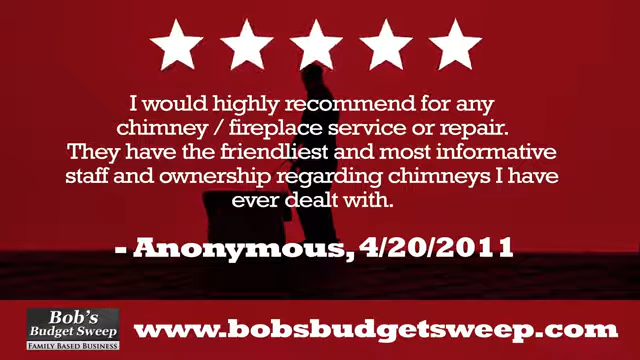 I would highly recommend for any
chimney / fireplace service or repair.
They have the friendliest and most informative
staff and ownership regarding chimneys I have
ever dealt with.
- Anonymous, 4/20/2011
Bob's
Budget Sweep
FAMILY BASED BUSINESS
www.bobsbudgetsweep.com